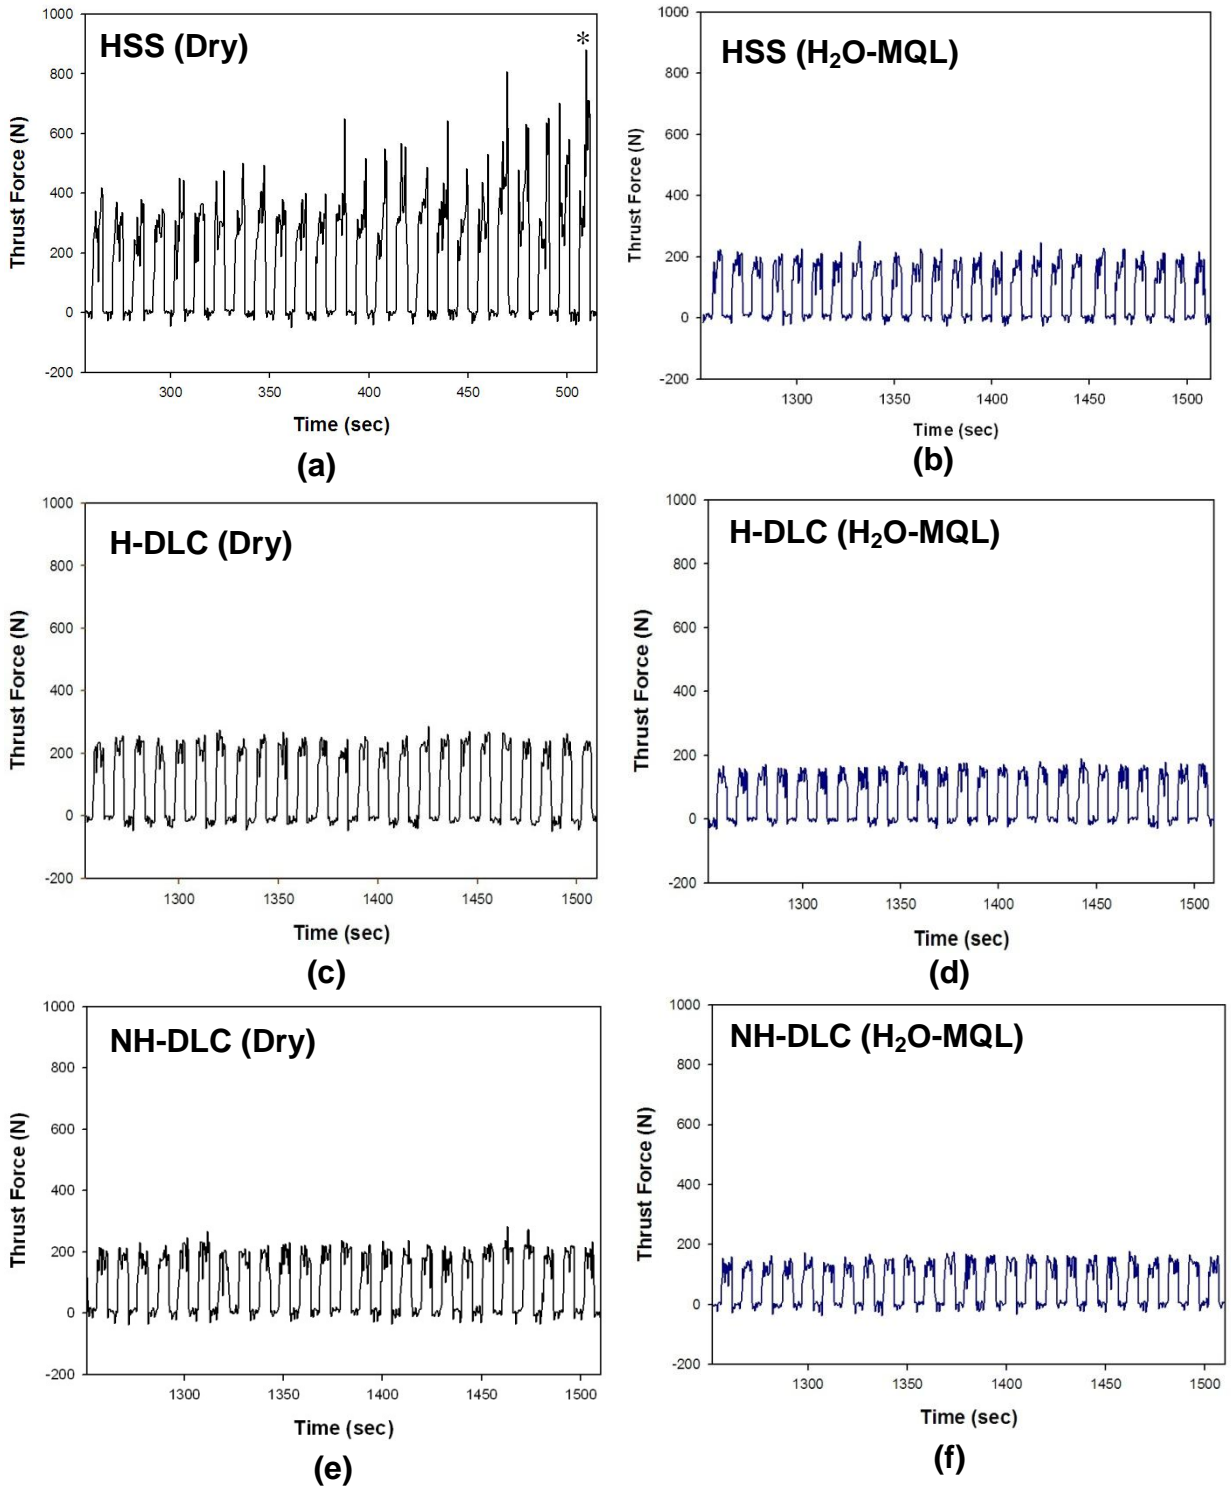 HSS (Dry)
*
1000
800
600
400
200
0
-200
Thrust Force (N)
300 350 400 450 500
Time (sec)
(a)
HSS (H₂O-MQL)
1000
800
600
400
200
0
-200
Thrust Force (N)
1300 1350 1400 1450 1500
Time (sec)
(b)
H-DLC (Dry)
1000
800
600
400
200
0
-200
Thrust Force (N)
1300 1350 1400 1450 1500
Time (sec)
(c)
H-DLC (H₂O-MQL)
1000
800
600
400
200
0
-200
Thrust Force (N)
1300 1350 1400 1450 1500
Time (sec)
(d)
NH-DLC (Dry)
1000
800
600
400
200
0
-200
Thrust Force (N)
1300 1350 1400 1450 1500
Time (sec)
(e)
NH-DLC (H₂O-MQL)
1000
800
600
400
200
0
-200
Thrust Force (N)
1300 1350 1400 1450 1500
Time (sec)
(f)